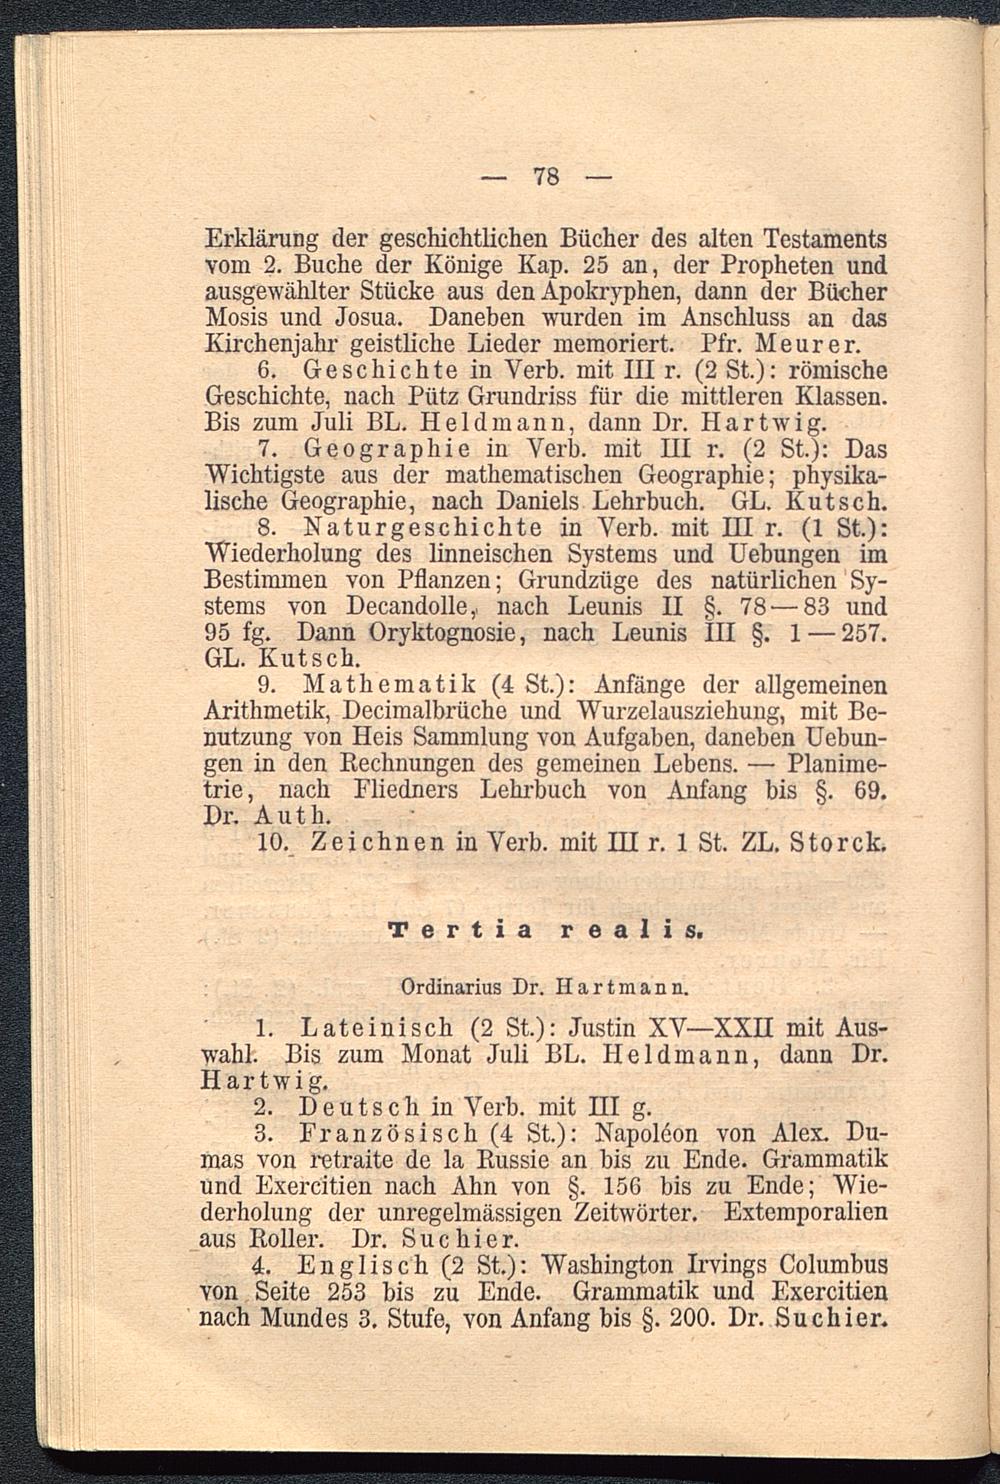 — 78 —
Erklärung der geschichtlichen Bücher des alten Testaments
vom 2. Buche der Könige Kap. 25 an, der Propheten und
ausgewählter Stücke aus den Apokryphen, dann der Bücher
Mosis und Josua. Daneben wurden im Anschluss an das
Kirchenjahr geistliche Lieder memoriert. Pfr. Meurer.
6. Geschichte in Verb. mit III r. (2 St.): römische
Geschichte, nach Pütz Grundriss für die mittleren Klassen.
Bis zum Juli BL. Heldmann, dann Dr. Hartwig.
7. Geographie in Verb. mit III r. (2 St.): Das
Wichtigste aus der mathematischen Geographie; physika-
lische Geographie, nach Daniels Lehrbuch. GL. Kutsch.
8. Naturgeschichte in Verb. mit III r. (1 St.):
Wiederholung des linneischen Systems und Uebungen im
Bestimmen von Pflanzen; Grundzüge des natürlichen Sy-
stems von Decandolle, nach Leunis II §. 78—83 und
95 fg. Dann Oryktognosie, nach Leunis III §. 1—257.
GL. Kutsch.
9. Mathematik (4 St.): Anfänge der allgemeinen
Arithmetik, Decimalbrüche und Wurzelausziehung, mit Be-
nutzung von Heis Sammlung von Aufgaben, daneben Uebun-
gen in den Rechnungen des gemeinen Lebens. — Planime-
trie, nach Fliedners Lehrbuch von Anfang bis §. 69.
Dr. Auth.
10. Zeichnen in Verb. mit III r. 1 St. ZL. Storck.
Tertia realis.
Ordinarius Dr. Hartmann.
1. Lateinisch (2 St.): Justin XV—XXII mit Aus-
wahl. Bis zum Monat Juli BL. Heldmann, dann Dr.
Hartwig.
2. Deutsch in Verb. mit III g.
3. Französisch (4 St.): Napoléon von Alex. Du-
mas von retraite de la Russie an bis zu Ende. Grammatik
und Exercitien nach Ahn von §. 156 bis zu Ende; Wie-
derholung der unregelmässigen Zeitwörter. Extemporalien
aus Roller. Dr. Suchier.
4. Englisch (2 St.): Washington Irvings Columbus
von Seite 253 bis zu Ende. Grammatik und Exercitien
nach Mundes 3. Stufe, von Anfang bis §. 200. Dr. Suchier.